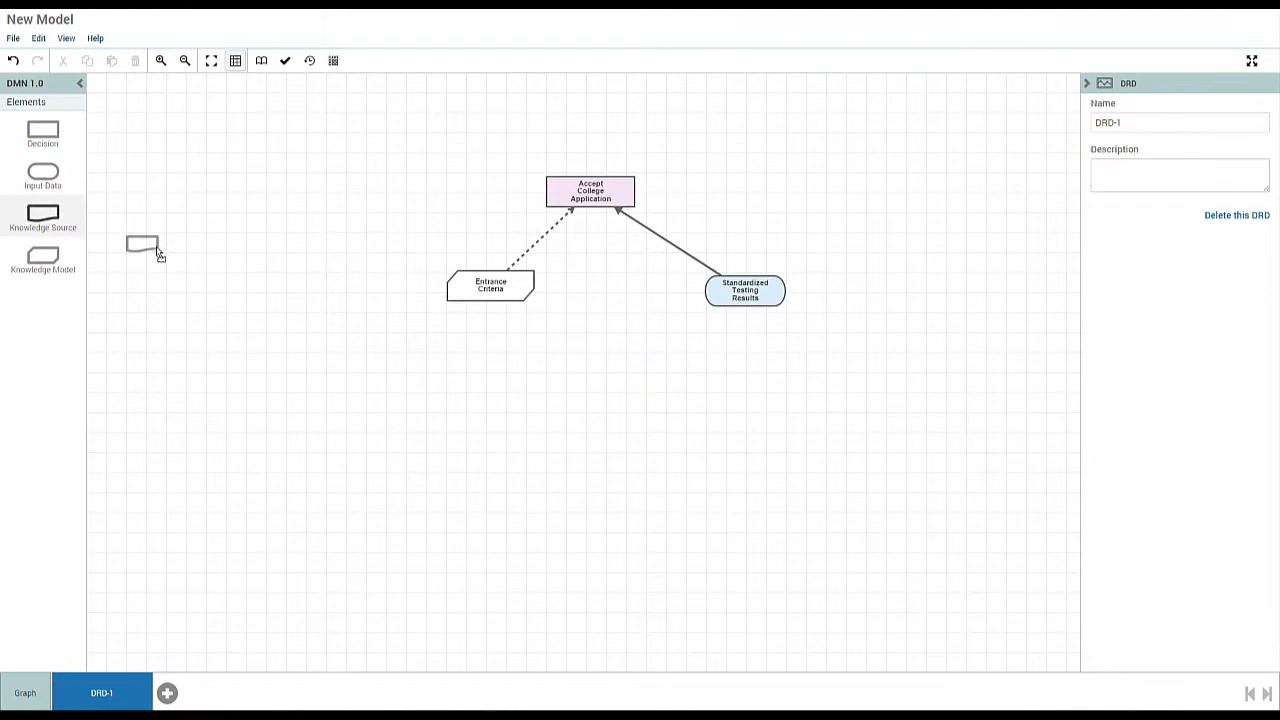 New Model
File Edit View Help
DMN 1.0
Elements
Decision
Input Data
Knowledge Source
Knowledge Model
Accept
College
Application
Entrance
Criteria
Standardized
Testing
Results
DRD
Name
DRD-1
Description
Delete this DRD
Graph
DRD-1